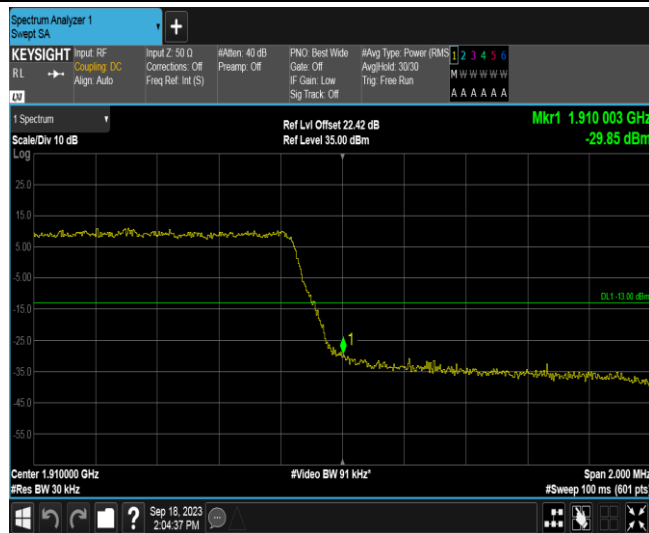 Spectrum Analyzer 1
Swept SA
+
KEYSIGHT
RL
LXI
Input: RF
Coupling: DC
Align: Auto
Input Z: 50 Ω
Corrections: Off
Freq Ref: Int (S)
#Atten: 40 dB
Preamp: Off
PNO: Best Wide
Gate: Off
IF Gain: Low
Sig Track: Off
#Avg Type: Power (RMS
Avg|Hold: 30/30
Trig: Free Run
1 2 3 4 5 6
M W W W W W
A A A A A A
1 Spectrum
Scale/Div 10 dB
Log
Ref Lvl Offset 22.42 dB
Ref Level 35.00 dBm
Mkr1 1.910 003 GHz
-29.85 dBm
25.0
15.0
5.00
-5.00
DL1 -13.00 dBm
-15.0
-25.0
1
-35.0
-45.0
-55.0
Center 1.910000 GHz
#Video BW 91 kHz*
Span 2.000 MHz
#Res BW 30 kHz
#Sweep 100 ms (601 pts)
?
Sep 18, 2023
2:04:37 PM